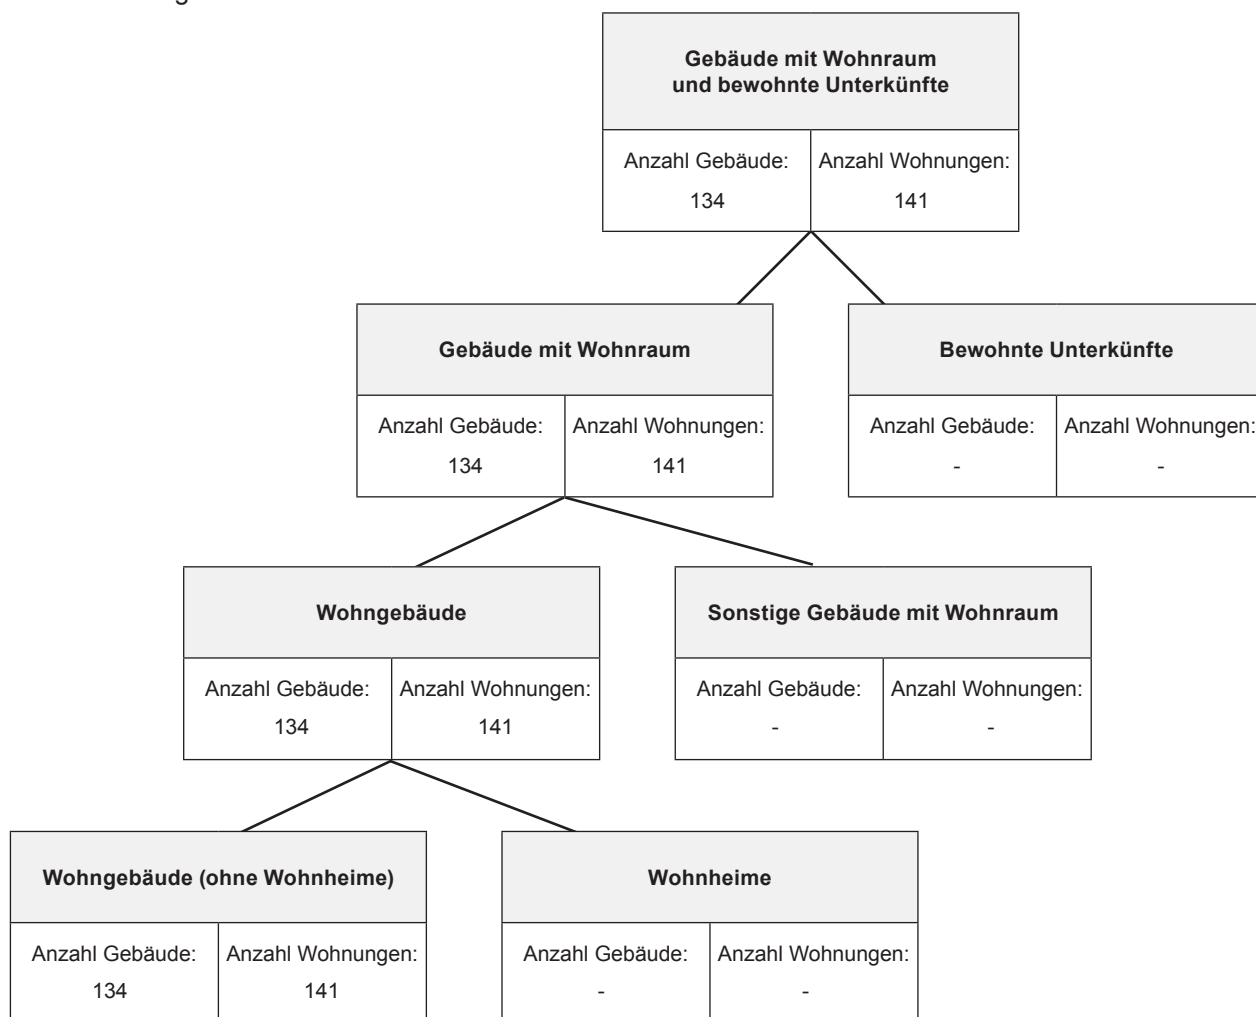 Gebäude mit Wohnraum
und bewohnte Unterkünfte
Anzahl Gebäude: Anzahl Wohnungen:
134 141
Gebäude mit Wohnraum Bewohnte Unterkünfte
Anzahl Gebäude: Anzahl Wohnungen: Anzahl Gebäude: Anzahl Wohnungen:
134 141 - -
Wohngebäude Sonstige Gebäude mit Wohnraum
Anzahl Gebäude: Anzahl Wohnungen: Anzahl Gebäude: Anzahl Wohnungen:
134 141 - -
Wohngebäude (ohne Wohnheime) Wohnheime
Anzahl Gebäude: Anzahl Wohnungen: Anzahl Gebäude: Anzahl Wohnungen:
134 141 - -